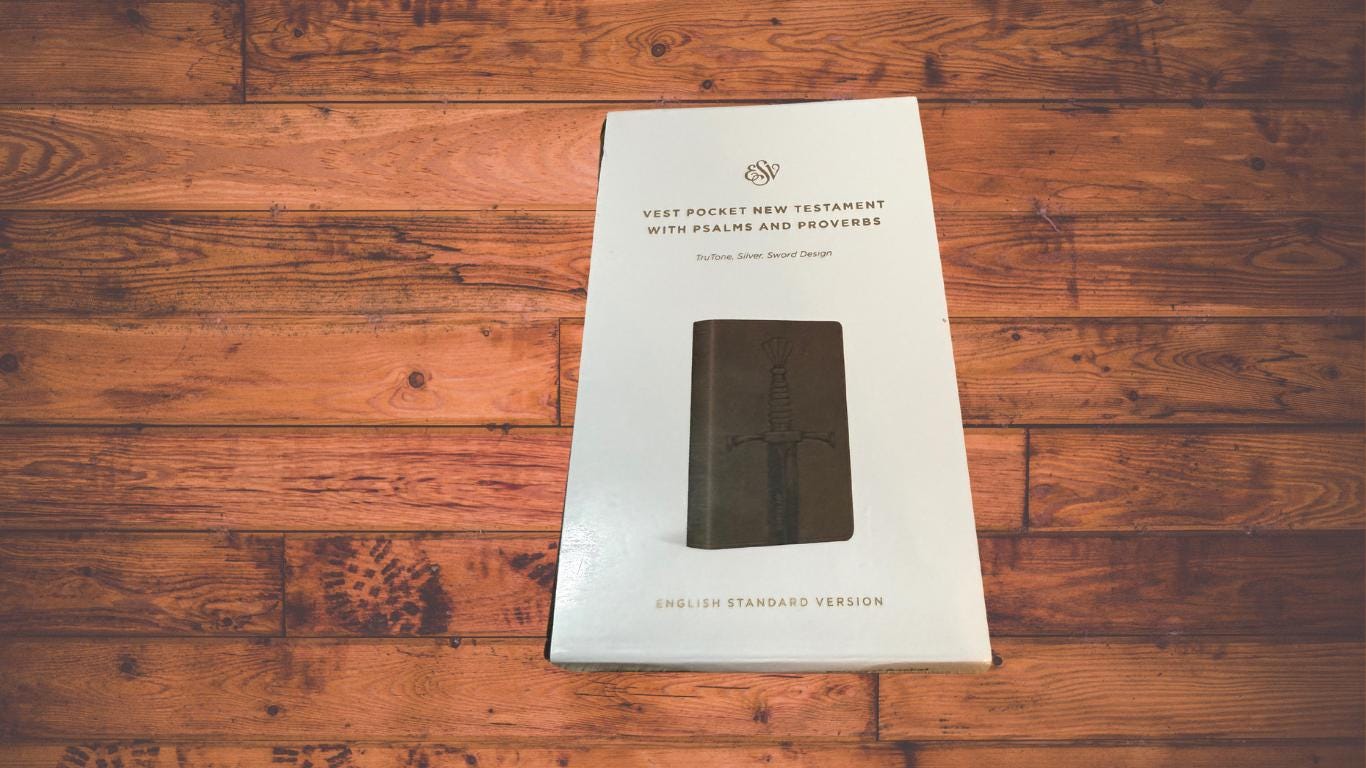 ESV
VEST POCKET NEW TESTAMENT
WITH PSALMS AND PROVERBS
TruTone, Silver, Sword Design
ENGLISH STANDARD VERSION